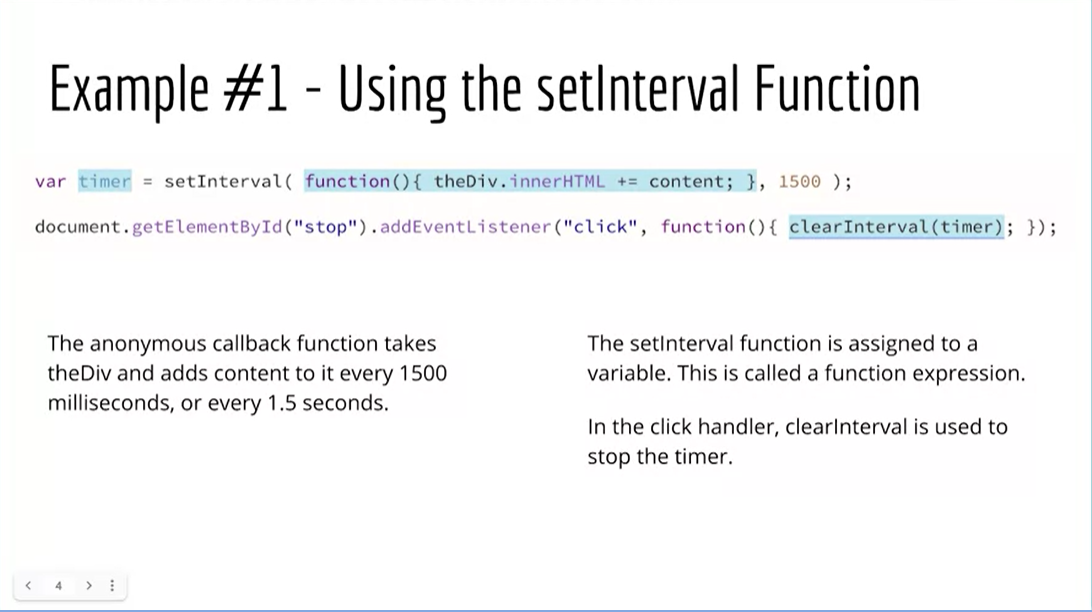 Example #1 - Using the setInterval Function
var timer = setInterval( function(){ theDiv.innerHTML += content; }, 1500 );
document.getElementById("stop").addEventListener("click", function(){ clearInterval(timer); });
The anonymous callback function takes
theDiv and adds content to it every 1500
milliseconds, or every 1.5 seconds.
The setInterval function is assigned to a
variable. This is called a function expression.
In the click handler, clearInterval is used to
stop the timer.
4